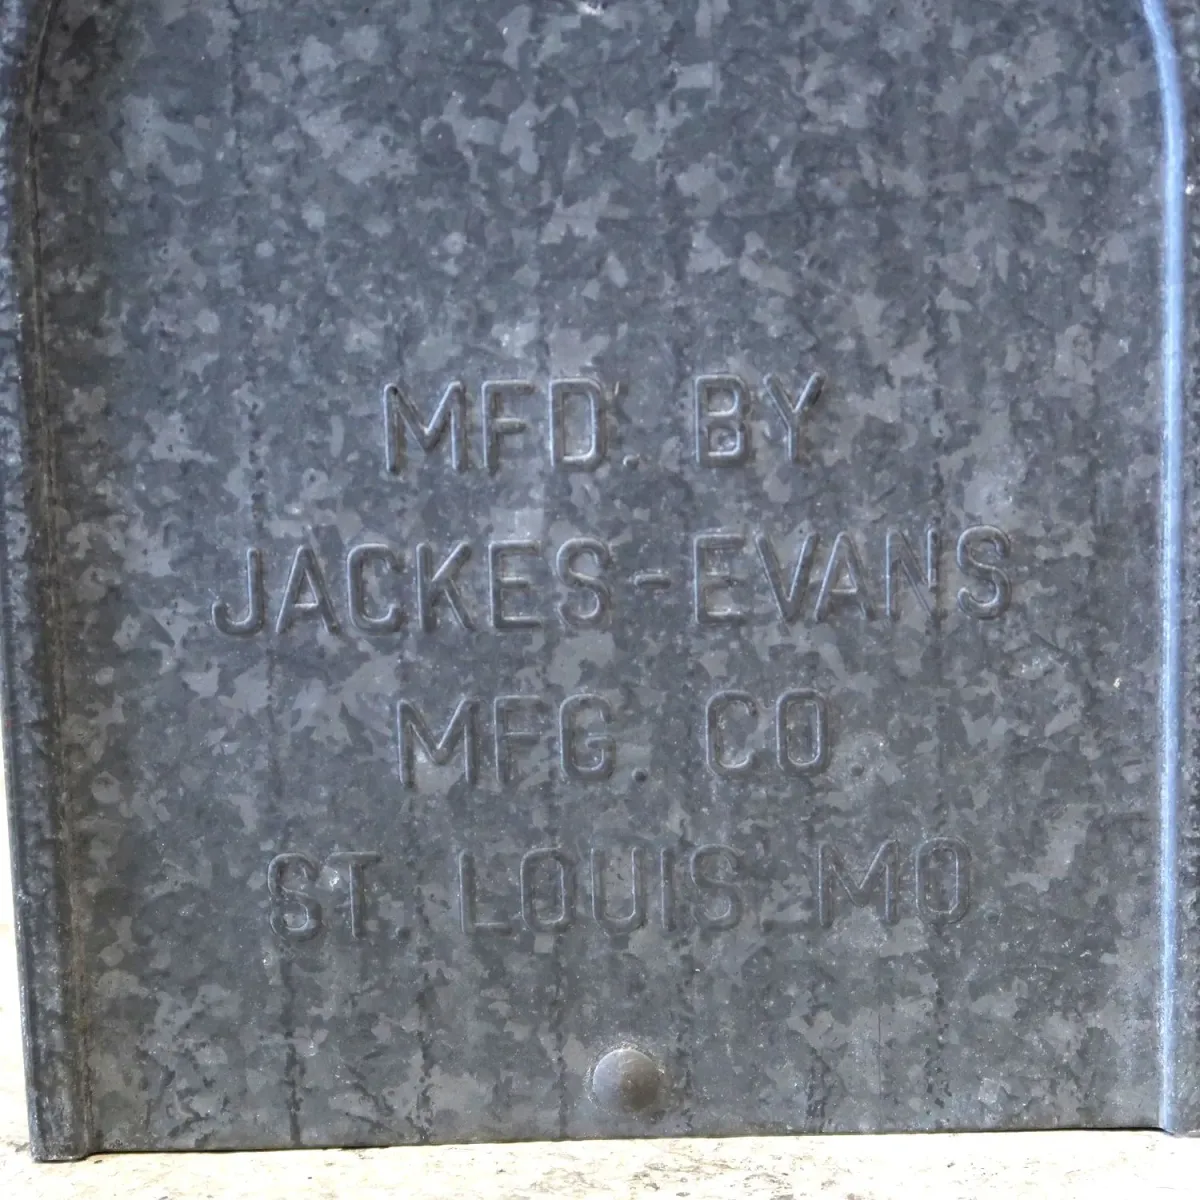 MFD. BY
JACKES-EVANS
MFG. CO
ST. LOUIS. MO.